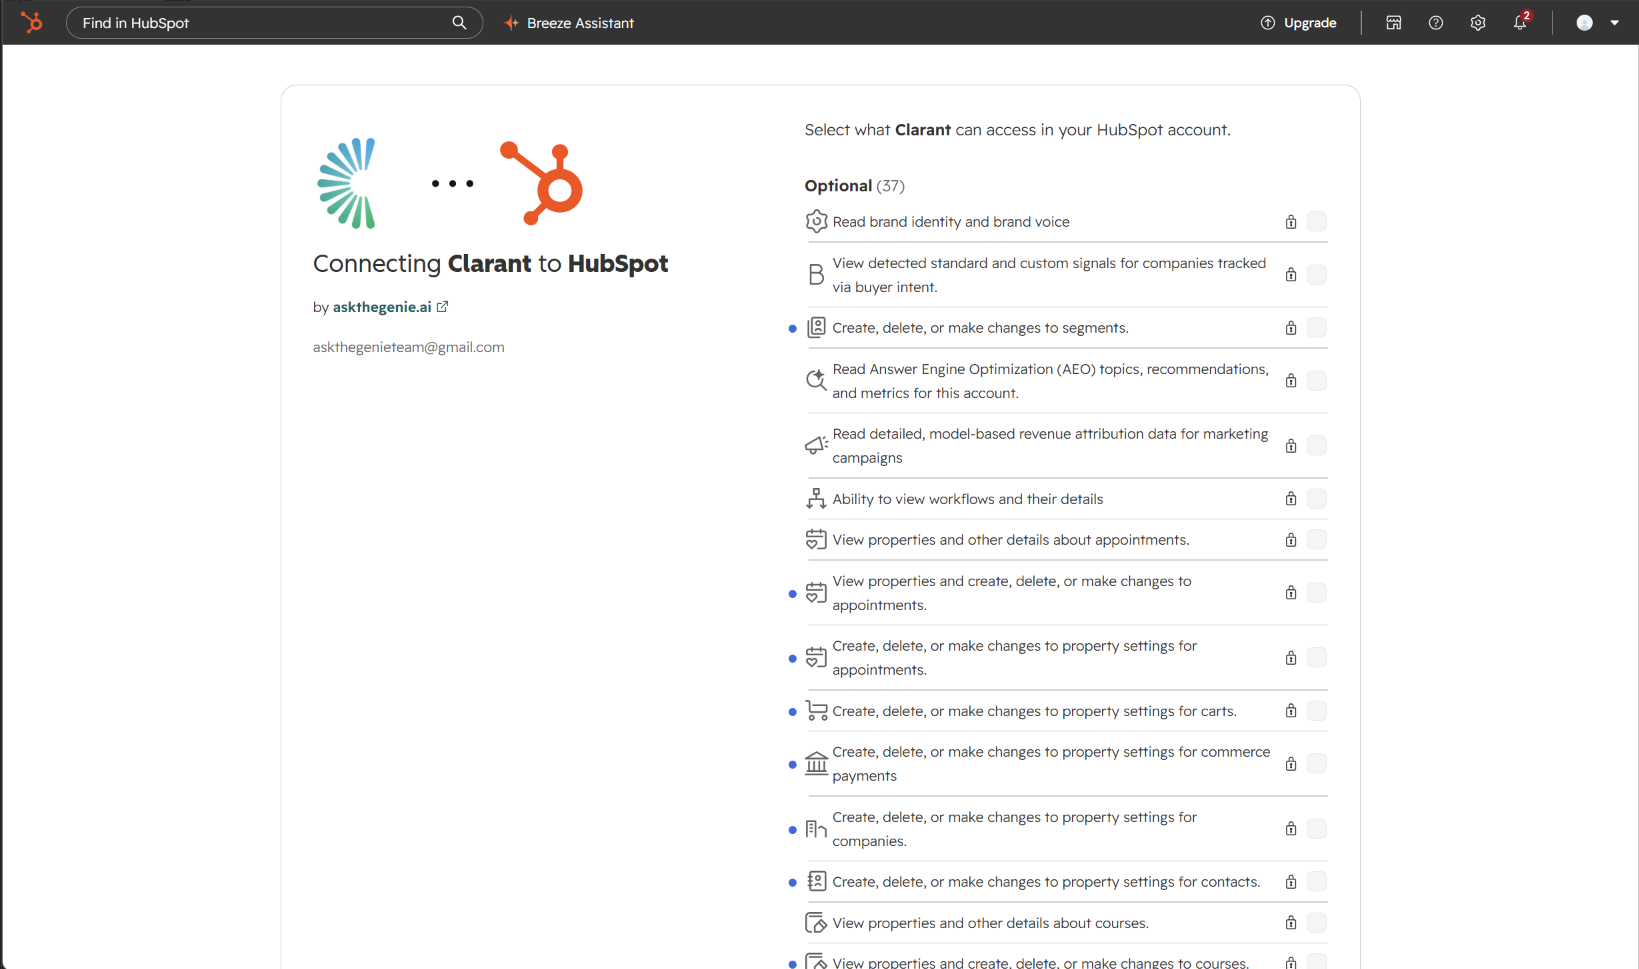 Find in HubSpot
Breeze Assistant
Upgrade
2
Connecting Clarant to HubSpot
by askthegenie.ai
askthegenieteam@gmail.com
Select what Clarant can access in your HubSpot account.
Optional (37)
Read brand identity and brand voice
View detected standard and custom signals for companies tracked
via buyer intent.
Create, delete, or make changes to segments.
Read Answer Engine Optimization (AEO) topics, recommendations,
and metrics for this account.
Read detailed, model-based revenue attribution data for marketing
campaigns
Ability to view workflows and their details
View properties and other details about appointments.
View properties and create, delete, or make changes to
appointments.
Create, delete, or make changes to property settings for
appointments.
Create, delete, or make changes to property settings for carts.
Create, delete, or make changes to property settings for commerce
payments
Create, delete, or make changes to property settings for
companies.
Create, delete, or make changes to property settings for contacts.
View properties and other details about courses.
View properties and create, delete, or make changes to courses.